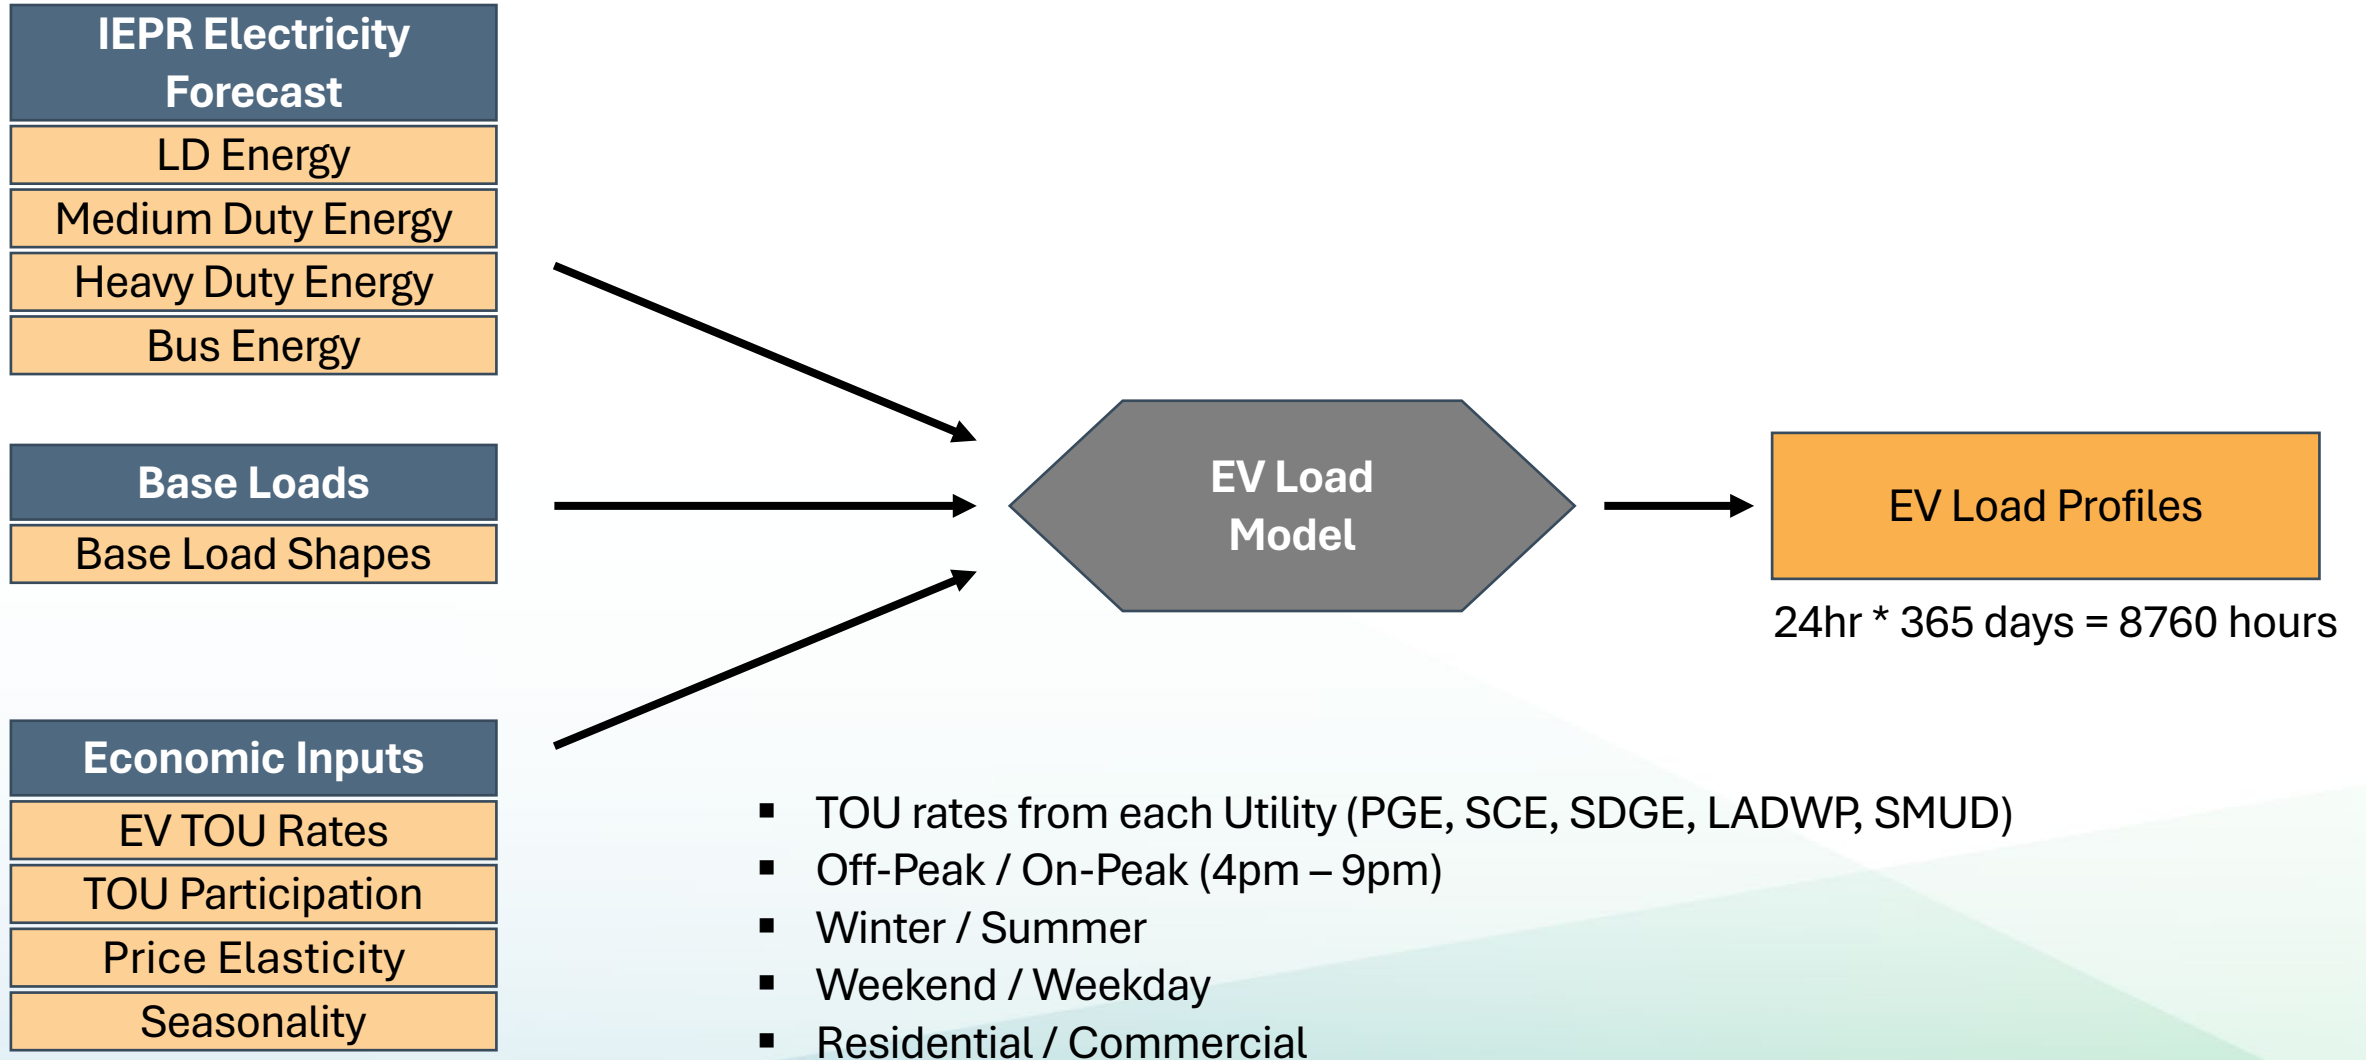 IEPR Electricity
Forecast
LD Energy
Medium Duty Energy
Heavy Duty Energy
Bus Energy
Base Loads
Base Load Shapes
Economic Inputs
EV TOU Rates
TOU Participation
Price Elasticity
Seasonality
EV Load
Model
EV Load Profiles
24hr * 365 days = 8760 hours
▪ TOU rates from each Utility (PGE, SCE, SDGE, LADWP, SMUD)
▪ Off-Peak / On-Peak (4pm – 9pm)
▪ Winter / Summer
▪ Weekend / Weekday
▪ Residential / Commercial